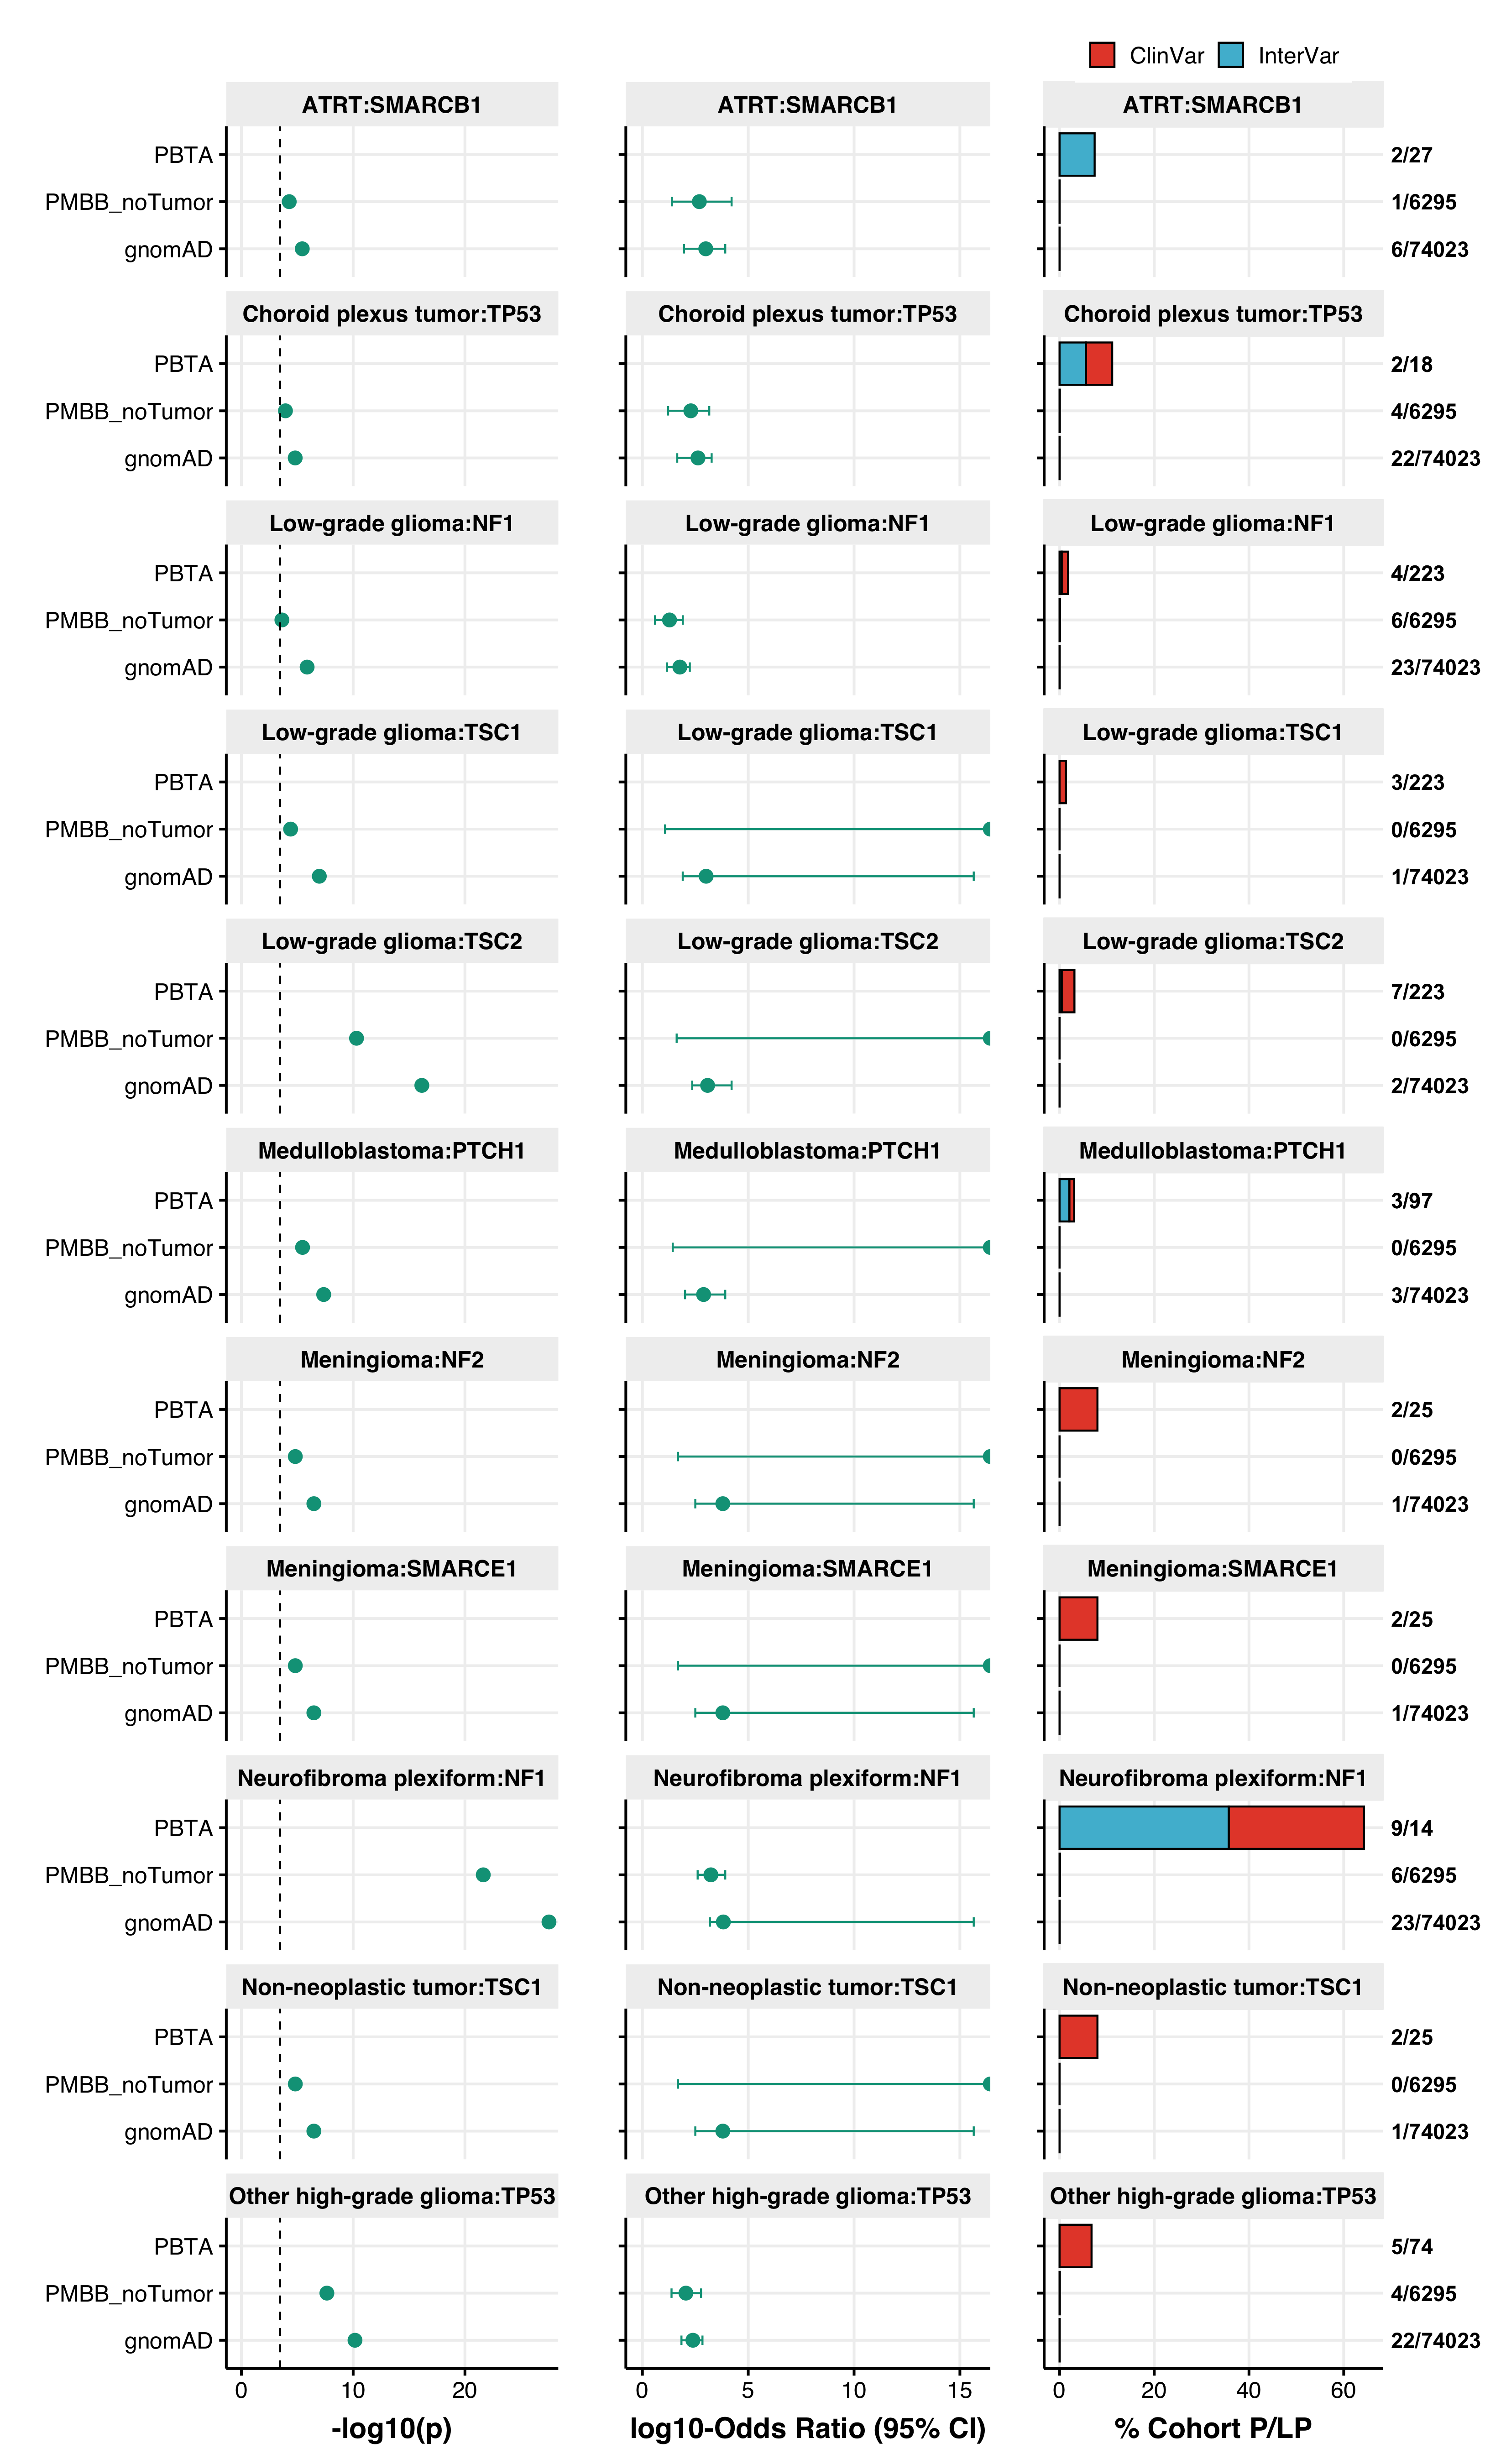 ClinVar InterVar
ATRT:SMARCB1 ATRT:SMARCB1 ATRT:SMARCB1
PBTA 2/27
PMBB_noTumor 1/6295
gnomAD 6/74023
Choroid plexus tumor:TP53 Choroid plexus tumor:TP53 Choroid plexus tumor:TP53
PBTA 2/18
PMBB_noTumor 4/6295
gnomAD 22/74023
Low-grade glioma:NF1 Low-grade glioma:NF1 Low-grade glioma:NF1
PBTA 4/223
PMBB_noTumor 6/6295
gnomAD 23/74023
Low-grade glioma:TSC1 Low-grade glioma:TSC1 Low-grade glioma:TSC1
PBTA 3/223
PMBB_noTumor 0/6295
gnomAD 1/74023
Low-grade glioma:TSC2 Low-grade glioma:TSC2 Low-grade glioma:TSC2
PBTA 7/223
PMBB_noTumor 0/6295
gnomAD 2/74023
Medulloblastoma:PTCH1 Medulloblastoma:PTCH1 Medulloblastoma:PTCH1
PBTA 3/97
PMBB_noTumor 0/6295
gnomAD 3/74023
Meningioma:NF2 Meningioma:NF2 Meningioma:NF2
PBTA 2/25
PMBB_noTumor 0/6295
gnomAD 1/74023
Meningioma:SMARCE1 Meningioma:SMARCE1 Meningioma:SMARCE1
PBTA 2/25
PMBB_noTumor 0/6295
gnomAD 1/74023
Neurofibroma plexiform:NF1 Neurofibroma plexiform:NF1 Neurofibroma plexiform:NF1
PBTA 9/14
PMBB_noTumor 6/6295
gnomAD 23/74023
Non-neoplastic tumor:TSC1 Non-neoplastic tumor:TSC1 Non-neoplastic tumor:TSC1
PBTA 2/25
PMBB_noTumor 0/6295
gnomAD 1/74023
Other high-grade glioma:TP53 Other high-grade glioma:TP53 Other high-grade glioma:TP53
PBTA 5/74
PMBB_noTumor 4/6295
gnomAD 22/74023
0 10 20 0 5 10 15 0 20 40 60
-log10(p) log10-Odds Ratio (95% CI) % Cohort P/LP